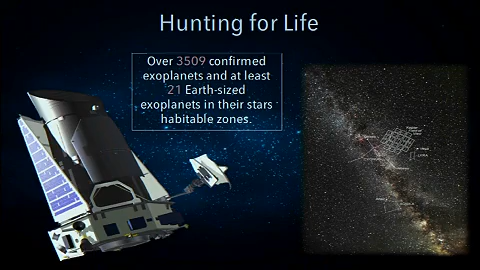 Hunting for Life
Over 3509 confirmed
exoplanets and at least
21 Earth-sized
exoplanets in their stars
habitable zones.